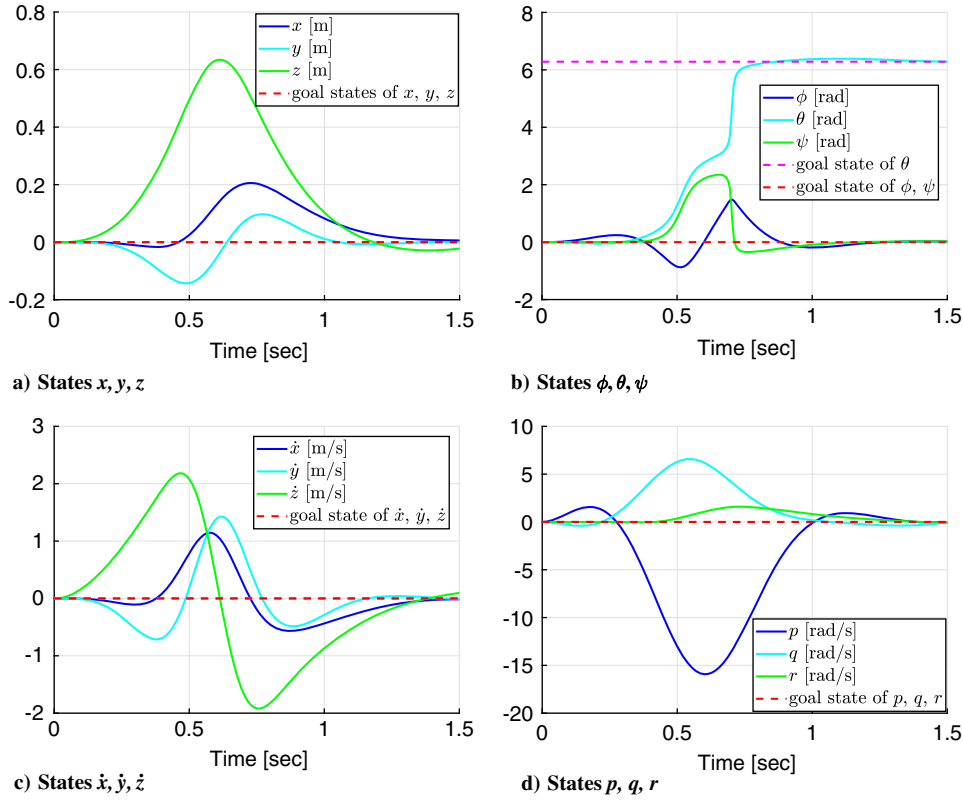 0.8
0.6
0.4
0.2
0
-0.2
0
0.5
1
1.5
x [m]
y [m]
z [m]
goal states of x, y, z
Time [sec]
a) States x, y, z
8
6
4
2
0
-2
0
0.5
1
1.5
ϕ [rad]
θ [rad]
ψ [rad]
goal state of θ
goal state of ϕ, ψ
Time [sec]
b) States ϕ, θ, ψ
3
2
1
0
-1
-2
0
0.5
1
1.5
ẋ [m/s]
ẏ [m/s]
ż [m/s]
goal state of ẋ, ẏ, ż
Time [sec]
c) States ẋ, ẏ, ż
10
5
0
-5
-10
-15
-20
0
0.5
1
1.5
p [rad/s]
q [rad/s]
r [rad/s]
goal state of p, q, r
Time [sec]
d) States p, q, r